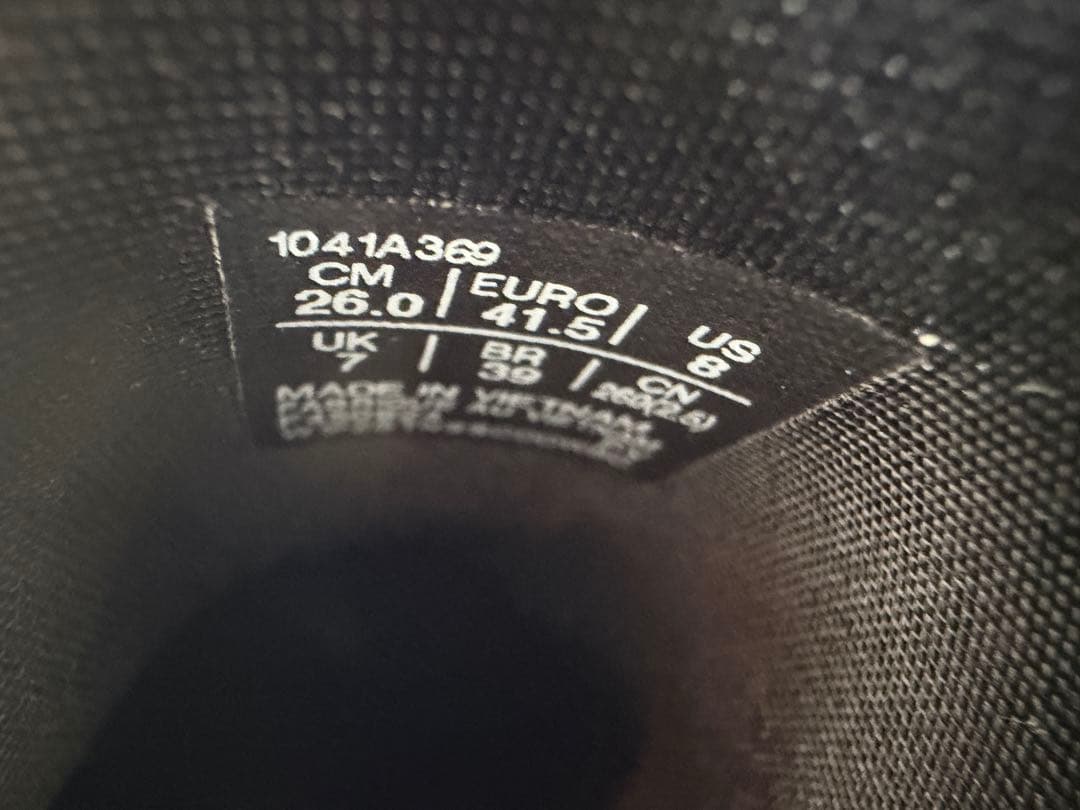 1041A369
CM | EURO | US
26.0 41.5 8
UK | BR | CN
7 39 260(2.5)
MADE IN VIETNAM